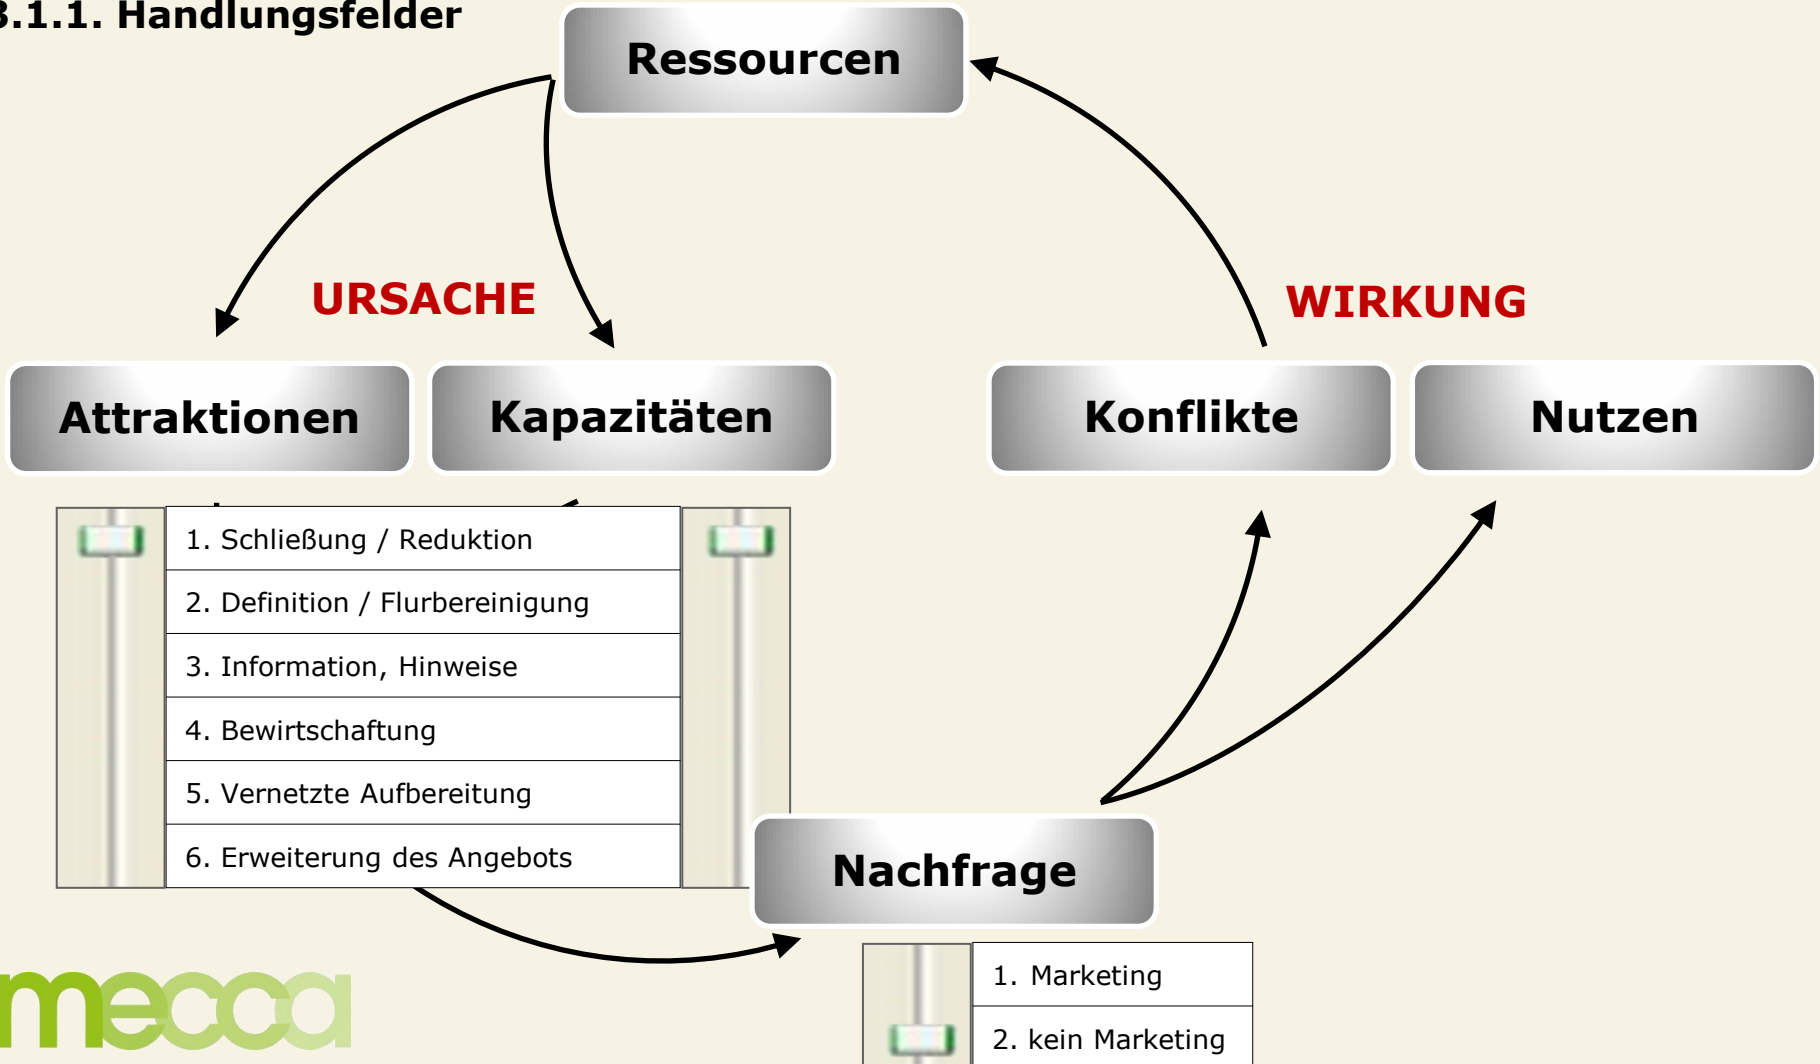 3.1.1. Handlungsfelder
Ressourcen
URSACHE
WIRKUNG
Attraktionen
Kapazitäten
Konflikte
Nutzen
1. Schließung / Reduktion
2. Definition / Flurbereinigung
3. Information, Hinweise
4. Bewirtschaftung
5. Vernetzte Aufbereitung
6. Erweiterung des Angebots
Nachfrage
1. Marketing
2. kein Marketing
mecca